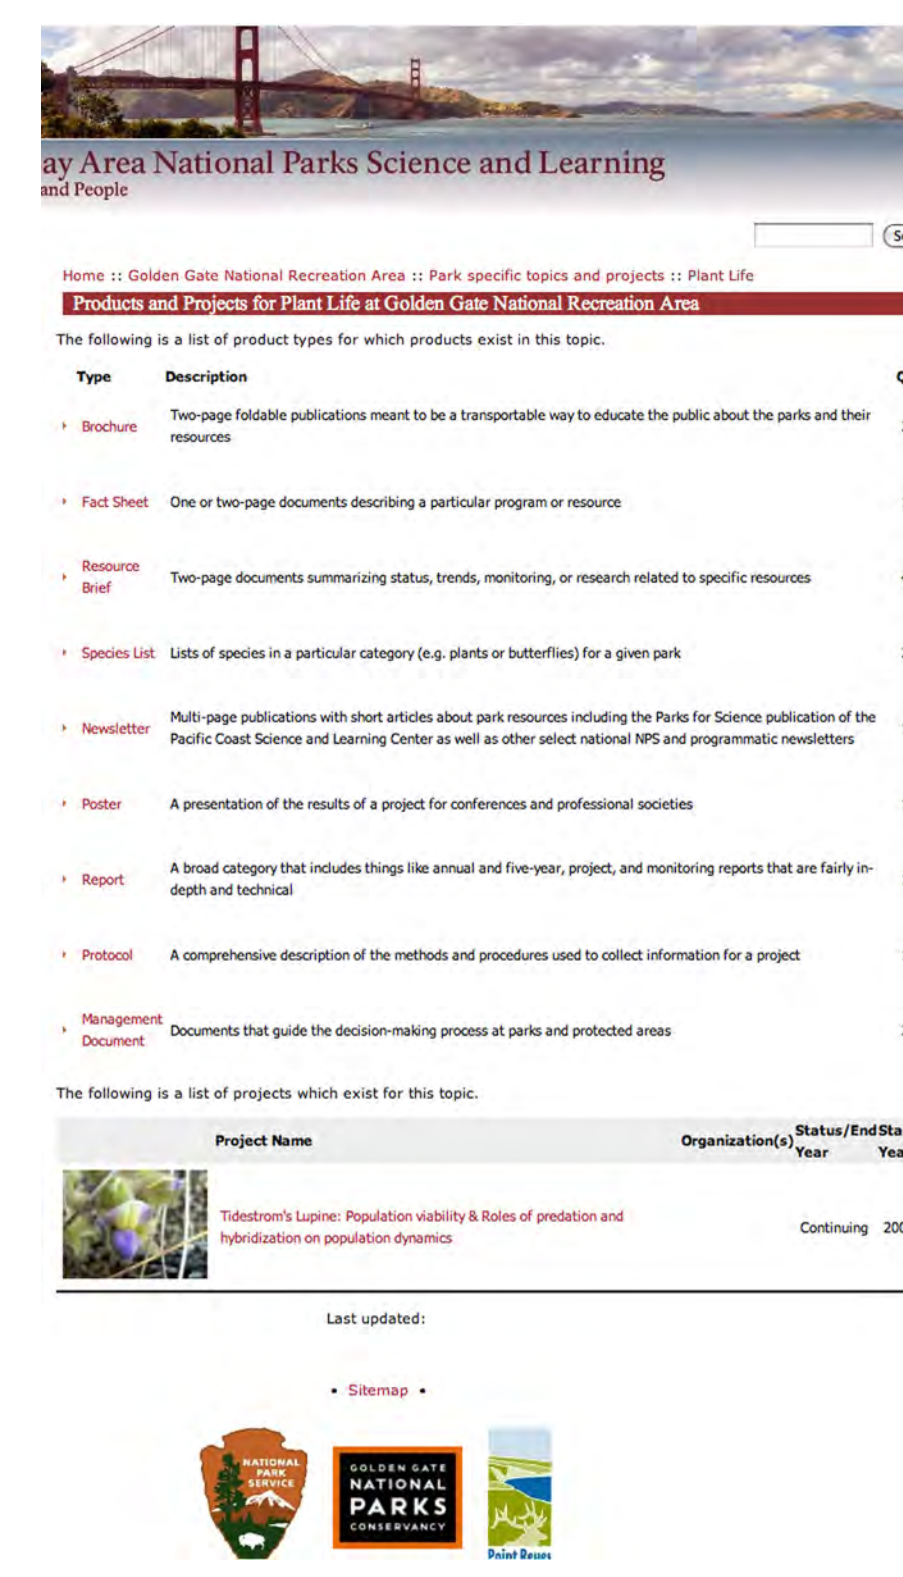 ay Area National Parks Science and Learning
and People
Home :: Golden Gate National Recreation Area :: Park specific topics and projects :: Plant Life
Products and Projects for Plant Life at Golden Gate National Recreation Area
The following is a list of product types for which products exist in this topic.
Type Description
Brochure Two-page foldable publications meant to be a transportable way to educate the public about the parks and their
resources
Fact Sheet One or two-page documents describing a particular program or resource
Resource
Brief Two-page documents summarizing status, trends, monitoring, or research related to specific resources
Species List Lists of species in a particular category (e.g. plants or butterflies) for a given park
Newsletter Multi-page publications with short articles about park resources including the Parks for Science publication of the
Pacific Coast Science and Learning Center as well as other select national NPS and programmatic newsletters
Poster A presentation of the results of a project for conferences and professional societies
Report A broad category that includes things like annual and five-year, project, and monitoring reports that are fairly in-
depth and technical
Protocol A comprehensive description of the methods and procedures used to collect information for a project
Management
Document Documents that guide the decision-making process at parks and protected areas
The following is a list of projects which exist for this topic.
Project Name Organization(s) Status/End Sta
Year Yea
Tidestrom's Lupine: Population viability & Roles of predation and
hybridization on population dynamics Continuing 200
Last updated:
• Sitemap •
NATIONAL
PARK
SERVICE
GOLDEN GATE
NATIONAL
PARKS
CONSERVANCY
Point Reyes